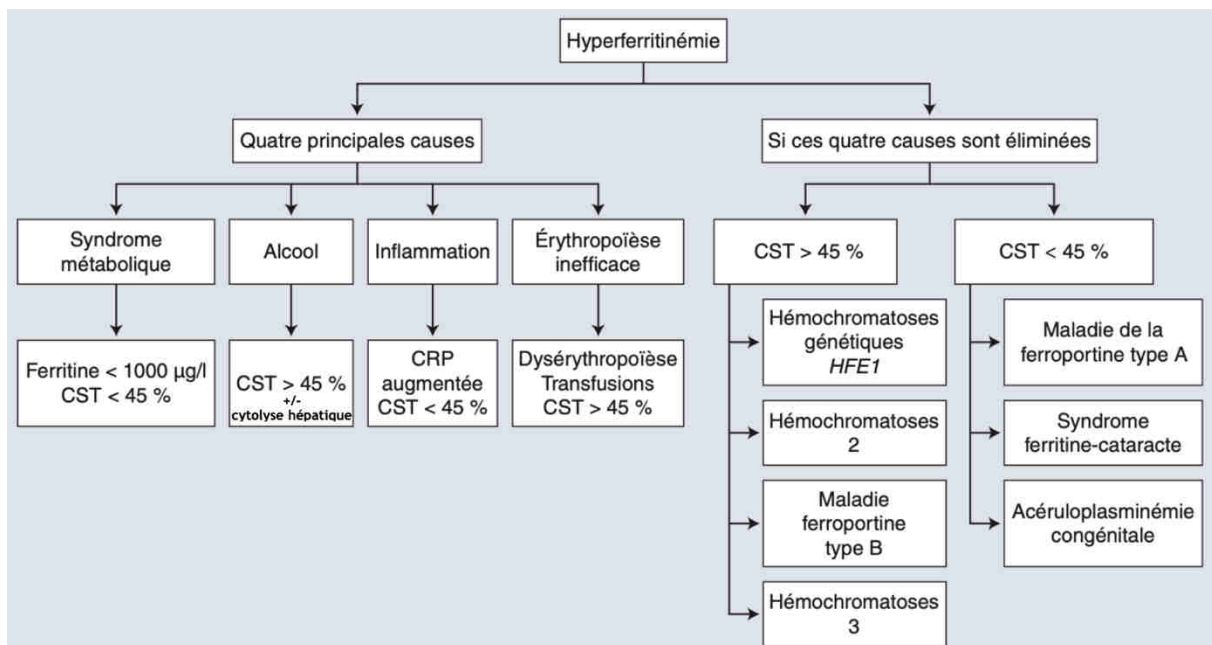 Hyperferritinémie
Quatre principales causes
Si ces quatre causes sont éliminées
Syndrome
métabolique
Alcool
Inflammation
Érythropoïèse
inefficace
CST > 45 %
CST < 45 %
Ferritine < 1000 µg/l
CST < 45 %
CST > 45 %
+/-
cytolyse hépatique
CRP
augmentée
CST < 45 %
Dysérythropoïèse
Transfusions
CST > 45 %
Hémochromatoses
génétiques
HFE1
Hémochromatoses
2
Maladie
ferroportine
type B
Hémochromatoses
3
Maladie de la
ferroportine type A
Syndrome
ferritine-cataracte
Acéruloplasminémie
congénitale